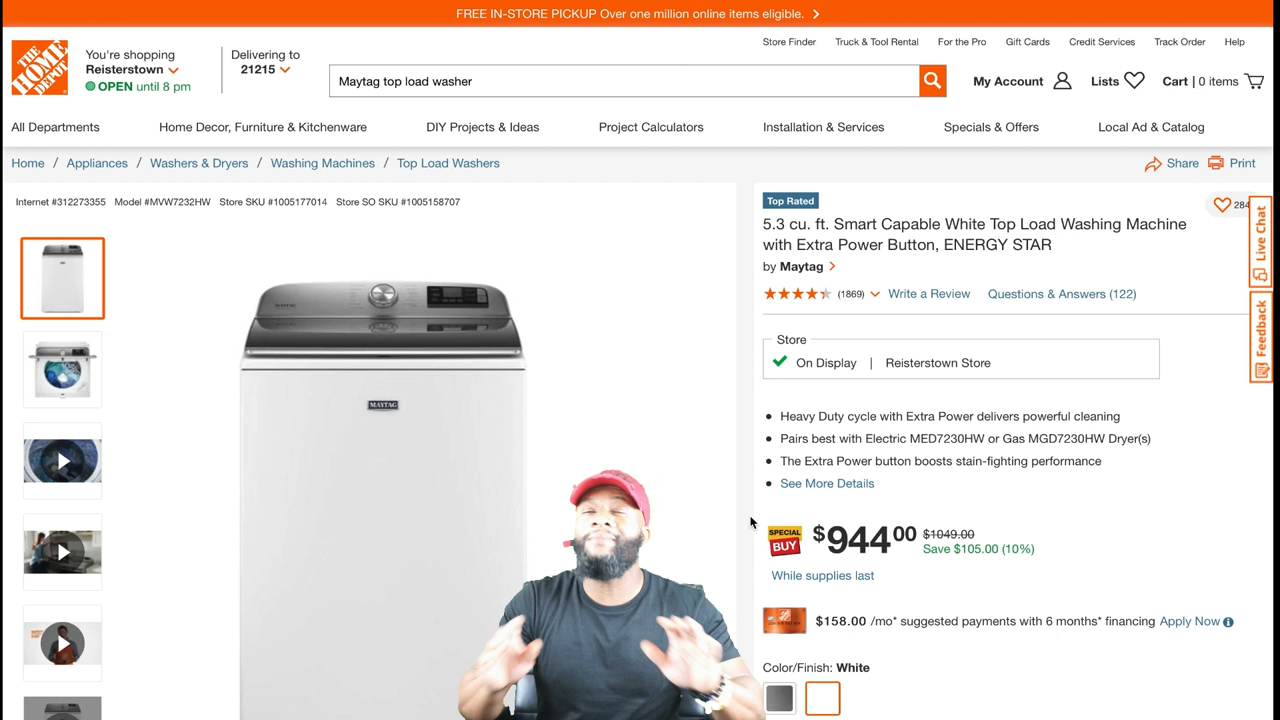 FREE IN-STORE PICKUP Over one million online items eligible.
Store Finder Truck & Tool Rental For the Pro Gift Cards Credit Services Track Order Help
THE HOME DEPOT
You're shopping
Reisterstown
OPEN until 8 pm
Delivering to
21215
Maytag top load washer
My Account Lists Cart | 0 items
All Departments Home Decor, Furniture & Kitchenware DIY Projects & Ideas Project Calculators Installation & Services Specials & Offers Local Ad & Catalog
Home / Appliances / Washers & Dryers / Washing Machines / Top Load Washers
Share Print
Internet #312273355 Model #MVW7232HW Store SKU #1005177014 Store SO SKU #1005158707
MAYTAG
Top Rated
284
5.3 cu. ft. Smart Capable White Top Load Washing Machine
with Extra Power Button, ENERGY STAR
by Maytag
(1869) Write a Review Questions & Answers (122)
Store
On Display | Reisterstown Store
Heavy Duty cycle with Extra Power delivers powerful cleaning
Pairs best with Electric MED7230HW or Gas MGD7230HW Dryer(s)
The Extra Power button boosts stain-fighting performance
See More Details
SPECIAL BUY
$944 00 $1049.00
Save $105.00 (10%)
While supplies last
$158.00 /mo* suggested payments with 6 months* financing Apply Now
Color/Finish: White
Live Chat
Feedback